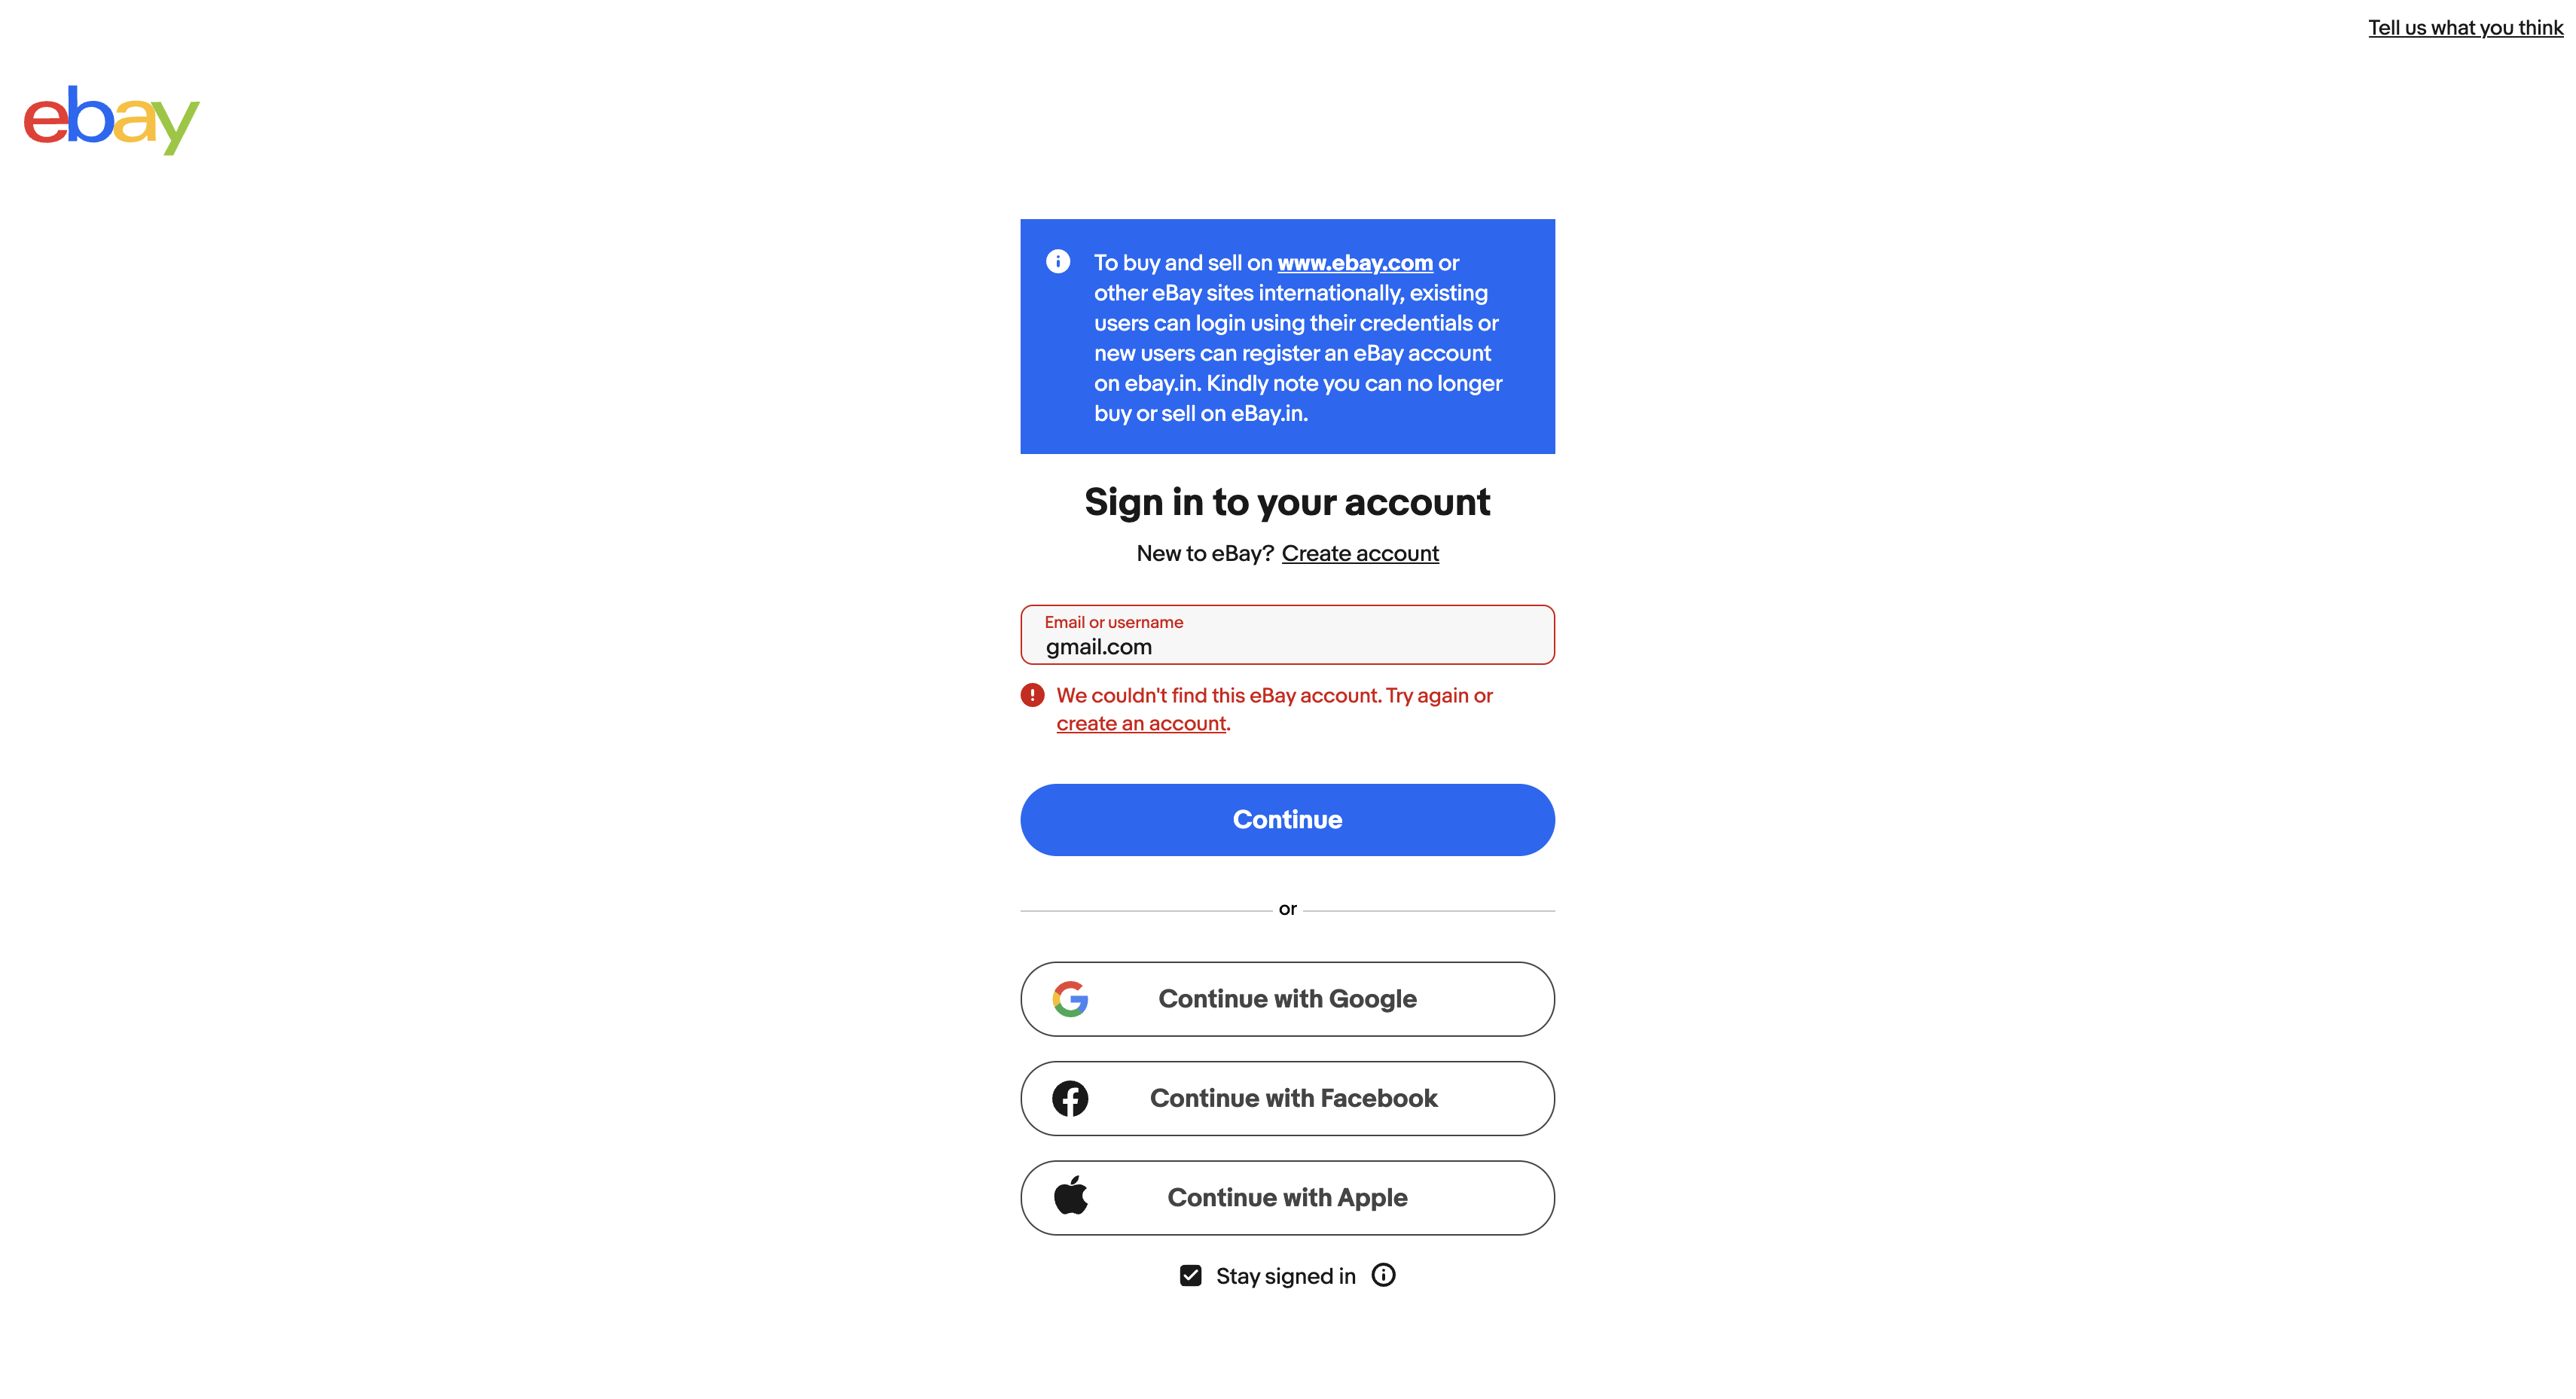 Tell us what you think
ebay
To buy and sell on www.ebay.com or
other eBay sites internationally, existing
users can login using their credentials or
new users can register an eBay account
on ebay.in. Kindly note you can no longer
buy or sell on eBay.in.
Sign in to your account
New to eBay? Create account
Email or username
gmail.com
We couldn't find this eBay account. Try again or
create an account.
Continue
or
Continue with Google
Continue with Facebook
Continue with Apple
Stay signed in